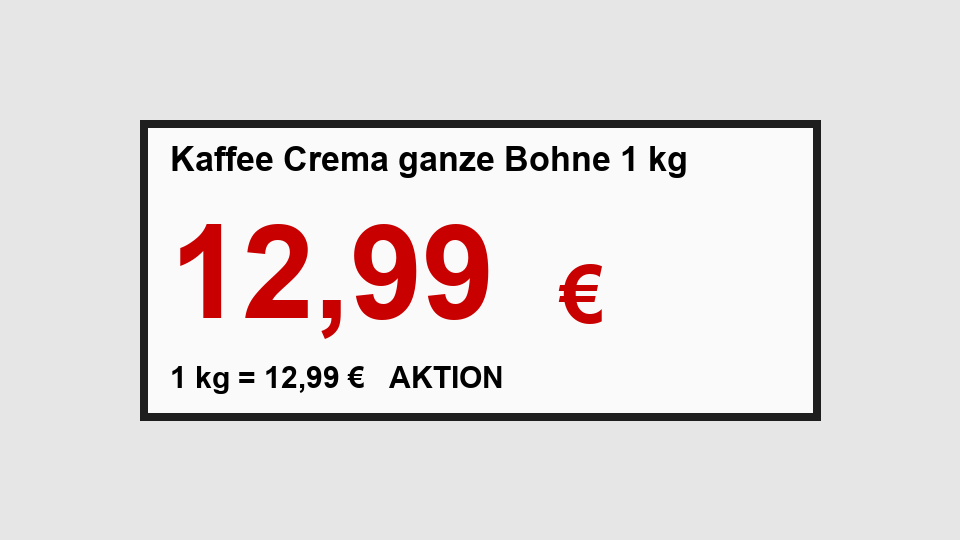 Kaffee Crema ganze Bohne 1 kg
12,99 €
1 kg = 12,99 € AKTION